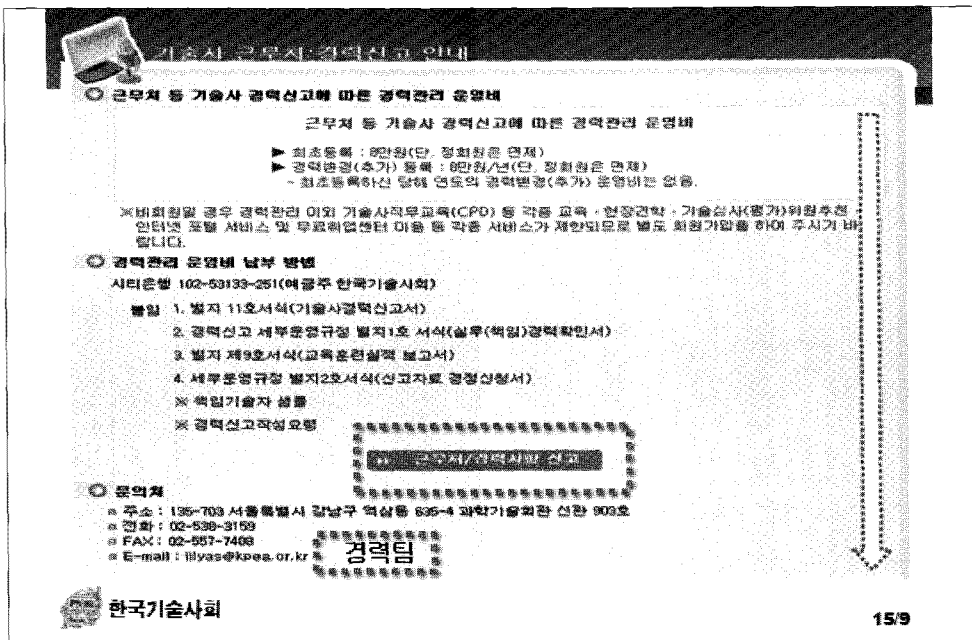 기술사 근무처·경력신고 안내
근무처 등 기술사 경력신고에 따른 경력관리 운영비
근무처 등 기술사 경력신고에 따른 경력관리 운영비
▶ 최초등록 : 8만원(단, 정회원은 면제)
▶ 경력변경(추가) 등록 : 8만원/년(단, 정회원은 면제)
- 최초등록하신 당해 연도의 경력변경(추가) 운영비는 없음.
※비회원일 경우 경력관리 이외 기술사직무교육(CPD) 등 각종 교육·현장견학·기술심사(평가)위원추천
인터넷 포털 서비스 및 무료취업센터 이용 등 각종 서비스가 제한되므로 별도 회원가입을 하여 주시기 바
랍니다.
경력관리 운영비 납부 방법
시티은행 102-53133-251(예금주 한국기술사회)
붙임 1. 별지 11호서식(기술사경력신고서)
2. 경력신고 세부운영규정 별지1호 서식(실무(책임)경력확인서)
3. 별지 제9호서식(교육훈련실적 보고서)
4. 세부운영규정 별지2호서식(신고자료 경정신청서)
※ 책임기술자 샘플
※ 경력신고작성요령
근무처/경력사항 신고
문의처
주소 : 135-703 서울특별시 강남구 역삼동 635-4 과학기술회관 신관 903호
전화 : 02-538-3159
FAX : 02-557-7408
E-mail : lilyas@kpea.or.kr
경력팀
한국기술사회
15/9